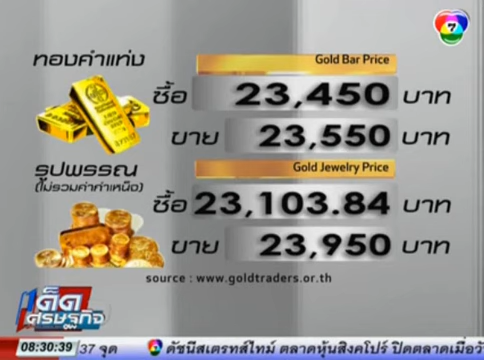 7
ทองคำแท่ง
Gold Bar Price
ซื้อ 23,450 บาท
ขาย 23,550 บาท
รูปพรรณ
(ไม่รวมค่ากำเหน็จ)
Gold Jewelry Price
ซื้อ 23,103.84 บาท
ขาย 23,950 บาท
source : www.goldtraders.or.th
เด็ด
เศรษฐกิจ
08:30:39 37 จุด 7 ดัชนีสเตรทส์ไทม์ ตลาดหุ้นสิงคโปร์ ปิดตลาดเมื่อวั